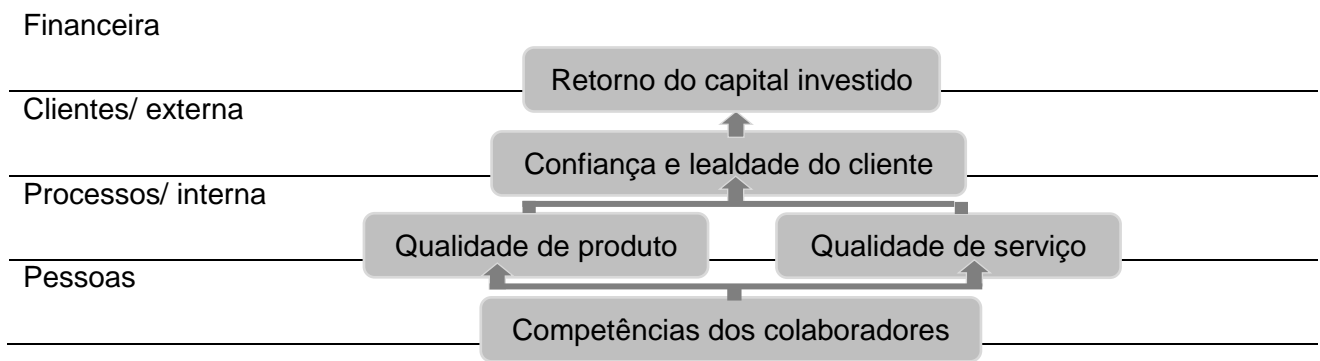 Financeira
Retorno do capital investido
Clientes/ externa
Confiança e lealdade do cliente
Processos/ interna
Qualidade de produto
Qualidade de serviço
Pessoas
Competências dos colaboradores